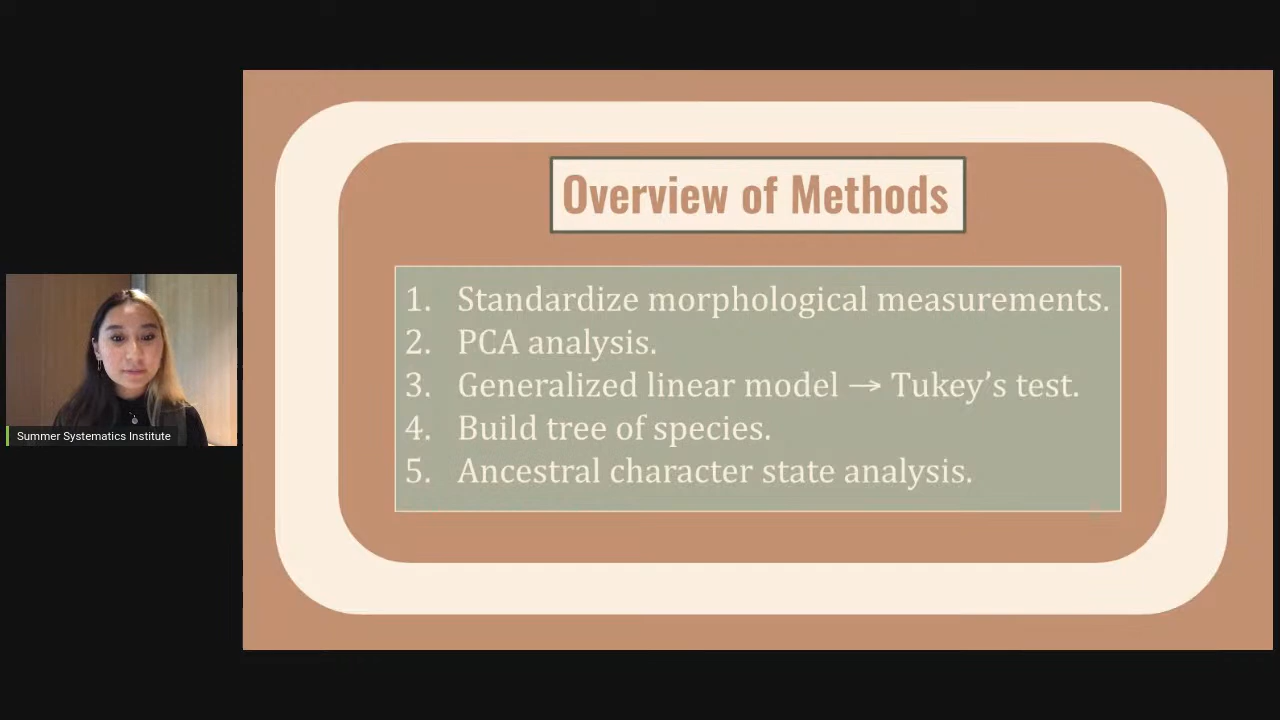 Overview of Methods
1. Standardize morphological measurements.
2. PCA analysis.
3. Generalized linear model → Tukey’s test.
4. Build tree of species.
5. Ancestral character state analysis.
Summer Systematics Institute